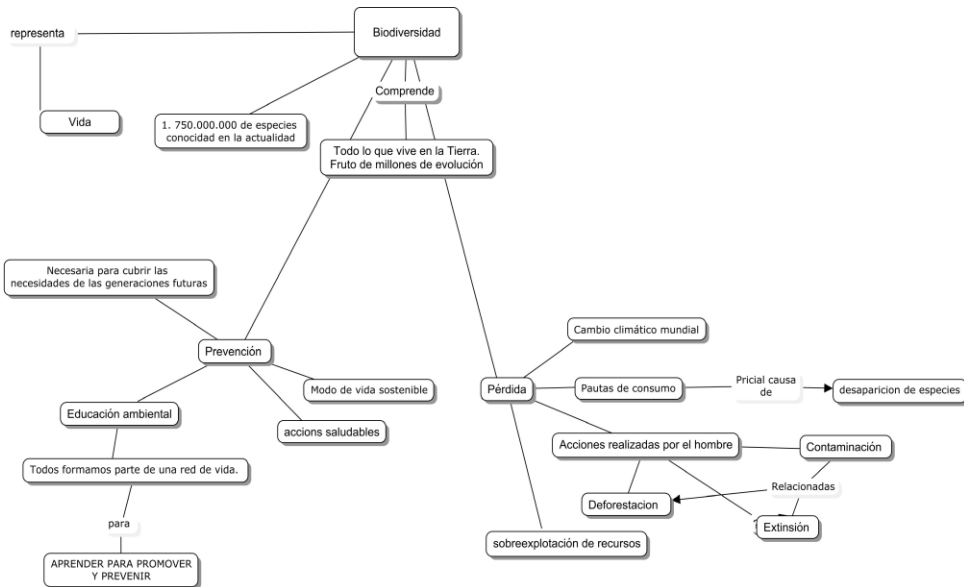 Biodiversidad
representa
Vida
1. 750.000.000 de especies
conocidad en la actualidad
Comprende
Todo lo que vive en la Tierra.
Fruto de millones de evolución
Necesaria para cubrir las
necesidades de las generaciones futuras
Prevención
Modo de vida sostenible
accions saludables
Educación ambiental
Todos formamos parte de una red de vida.
para
APRENDER PARA PROMOVER
Y PREVENIR
Pérdida
Cambio climático mundial
Pautas de consumo
Pricial causa
de
desaparicion de especies
Acciones realizadas por el hombre
Contaminación
Relacionadas
Deforestacion
Extinsión
sobreexplotación de recursos